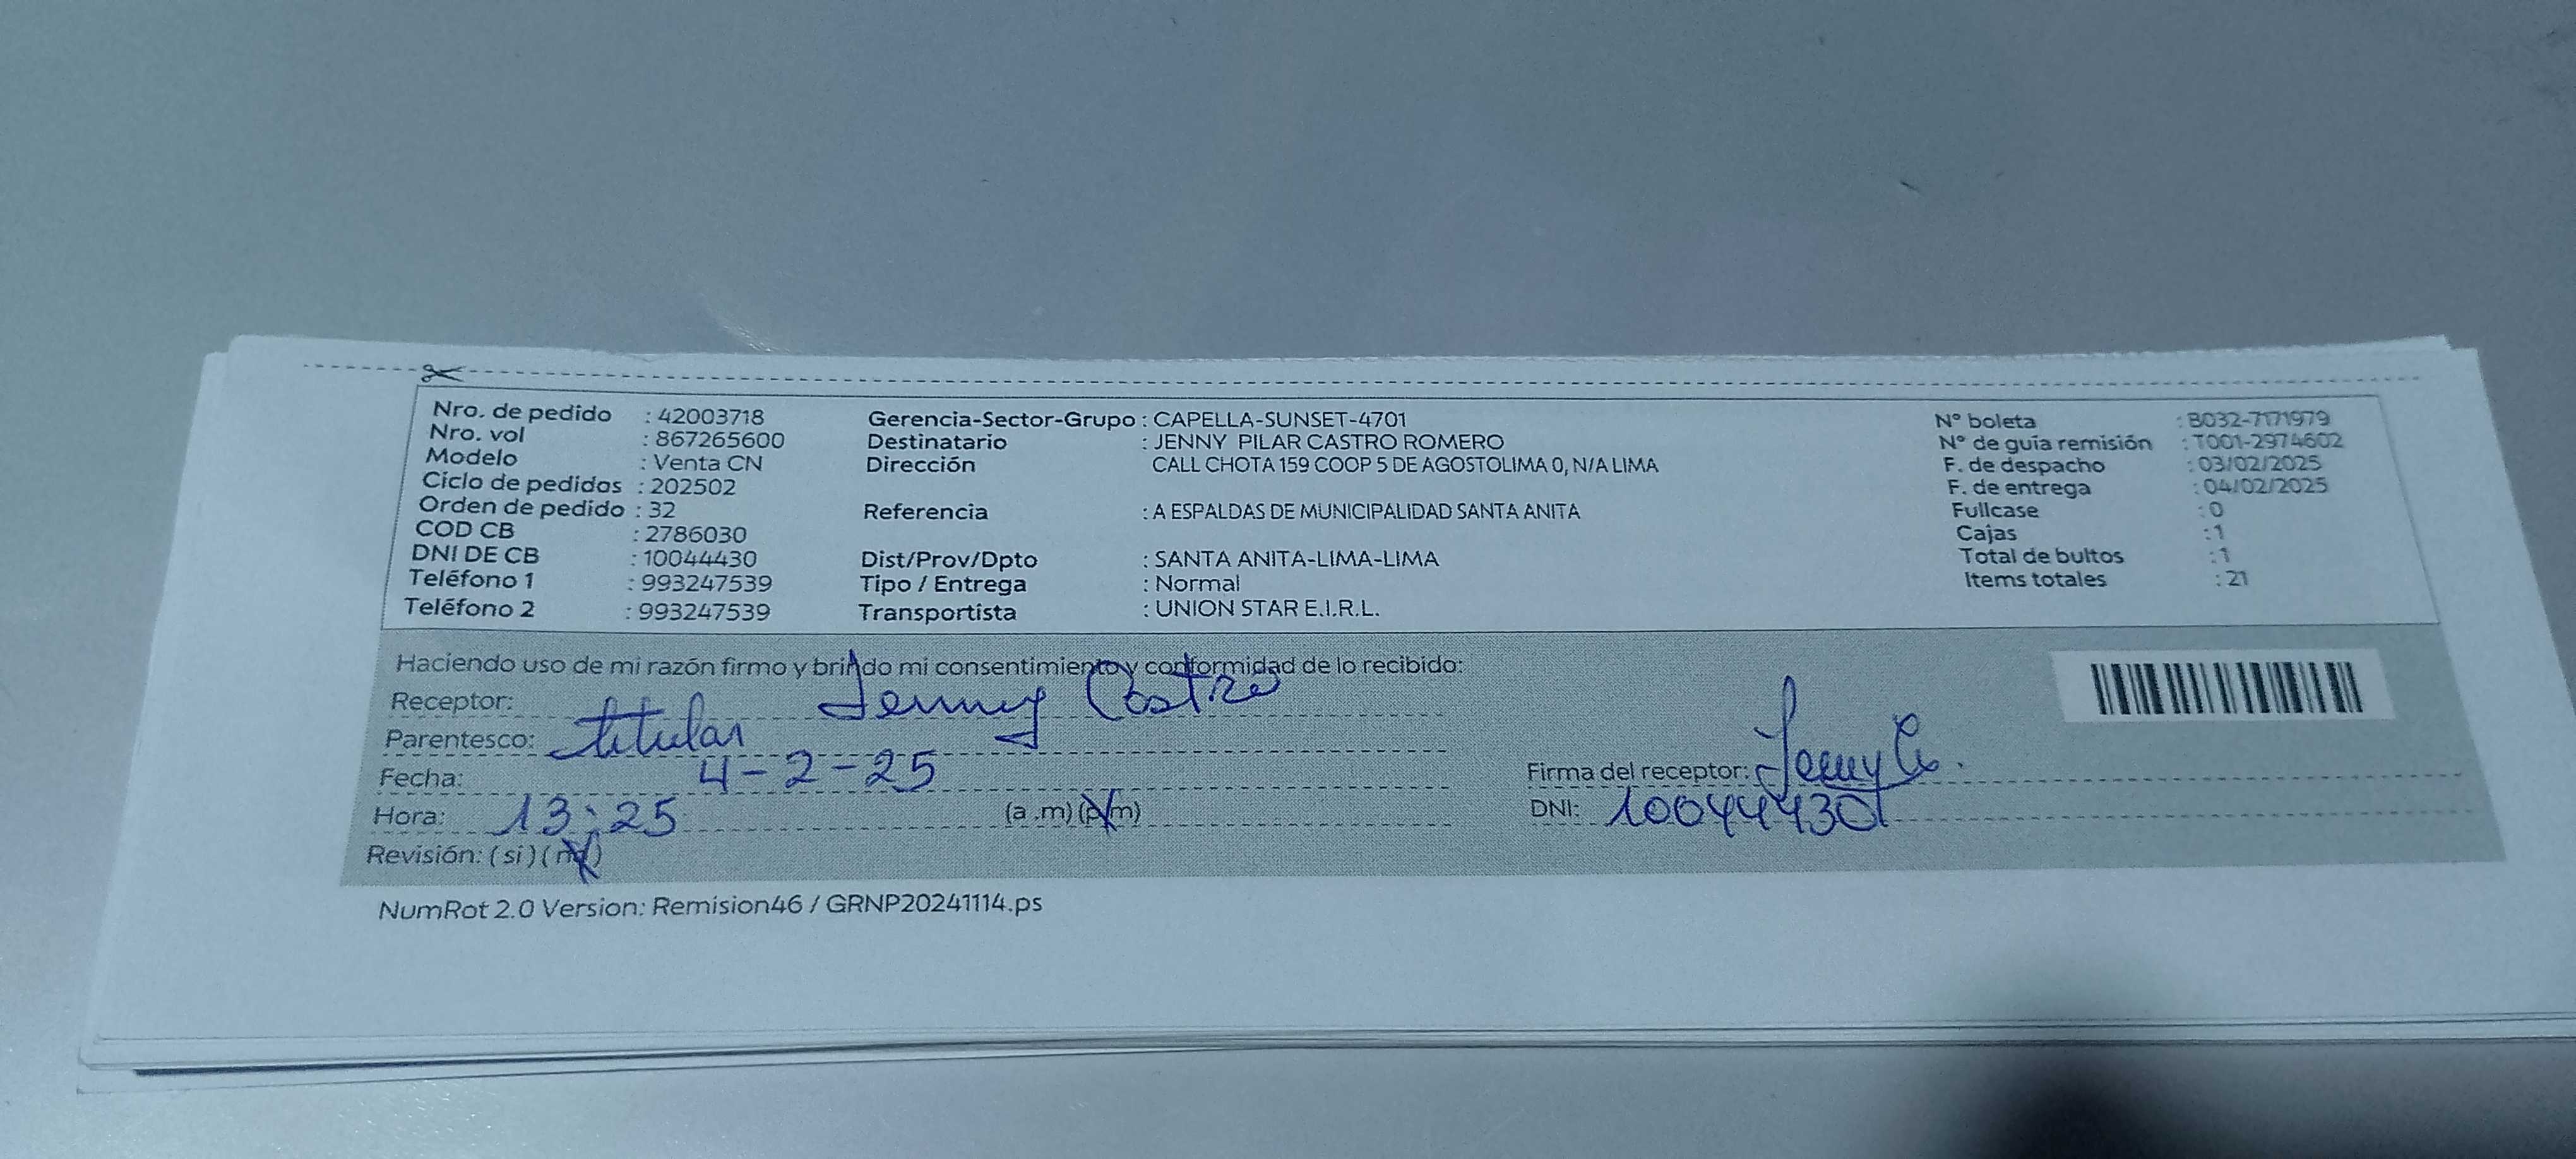 Nro. de pedido : 42003718
Nro. vol : 867265600
Modelo : Venta CN
Ciclo de pedidos : 202502
Orden de pedido : 32
COD CB : 2786030
DNI DE CB : 10044430
Teléfono 1 : 993247539
Teléfono 2 : 993247539
Gerencia-Sector-Grupo : CAPELLA-SUNSET-4701
Destinatario : JENNY PILAR CASTRO ROMERO
Dirección CALL CHOTA 159 COOP 5 DE AGOSTOLIMA 0, N/A LIMA
Referencia : A ESPALDAS DE MUNICIPALIDAD SANTA ANITA
Dist/Prov/Dpto : SANTA ANITA-LIMA-LIMA
Tipo / Entrega : Normal
Transportista : UNION STAR E.I.R.L.
N° boleta : B032-7171979
N° de guía remisión : T001-2974602
F. de despacho : 03/02/2025
F. de entrega : 04/02/2025
Fullcase : 0
Cajas : 1
Total de bultos : 1
Items totales : 21
Haciendo uso de mi razón firmo y brindo mi consentimiento y conformidad de lo recibido:
Receptor: Jenny Castro
Parentesco: titular
Fecha: 4-2-25
Hora: 13:25 (a .m) (p.m)
Revisión: (si) (no)
Firma del receptor: Jenny C.
DNI: 10044430
NumRot 2.0 Version: Remision46 / GRNP20241114.ps